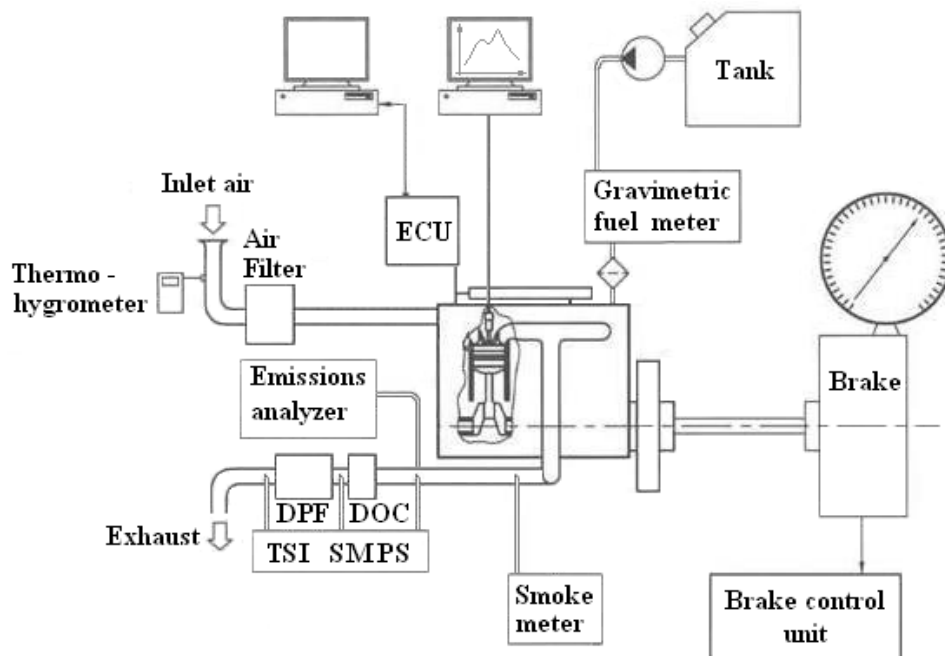 Tank
Inlet air
Gravimetric
fuel meter
ECU
Air
Filter
Thermo -
hygrometer
Emissions
analyzer
Brake
DPF DOC
Exhaust
TSI SMPS
Smoke
meter
Brake control
unit